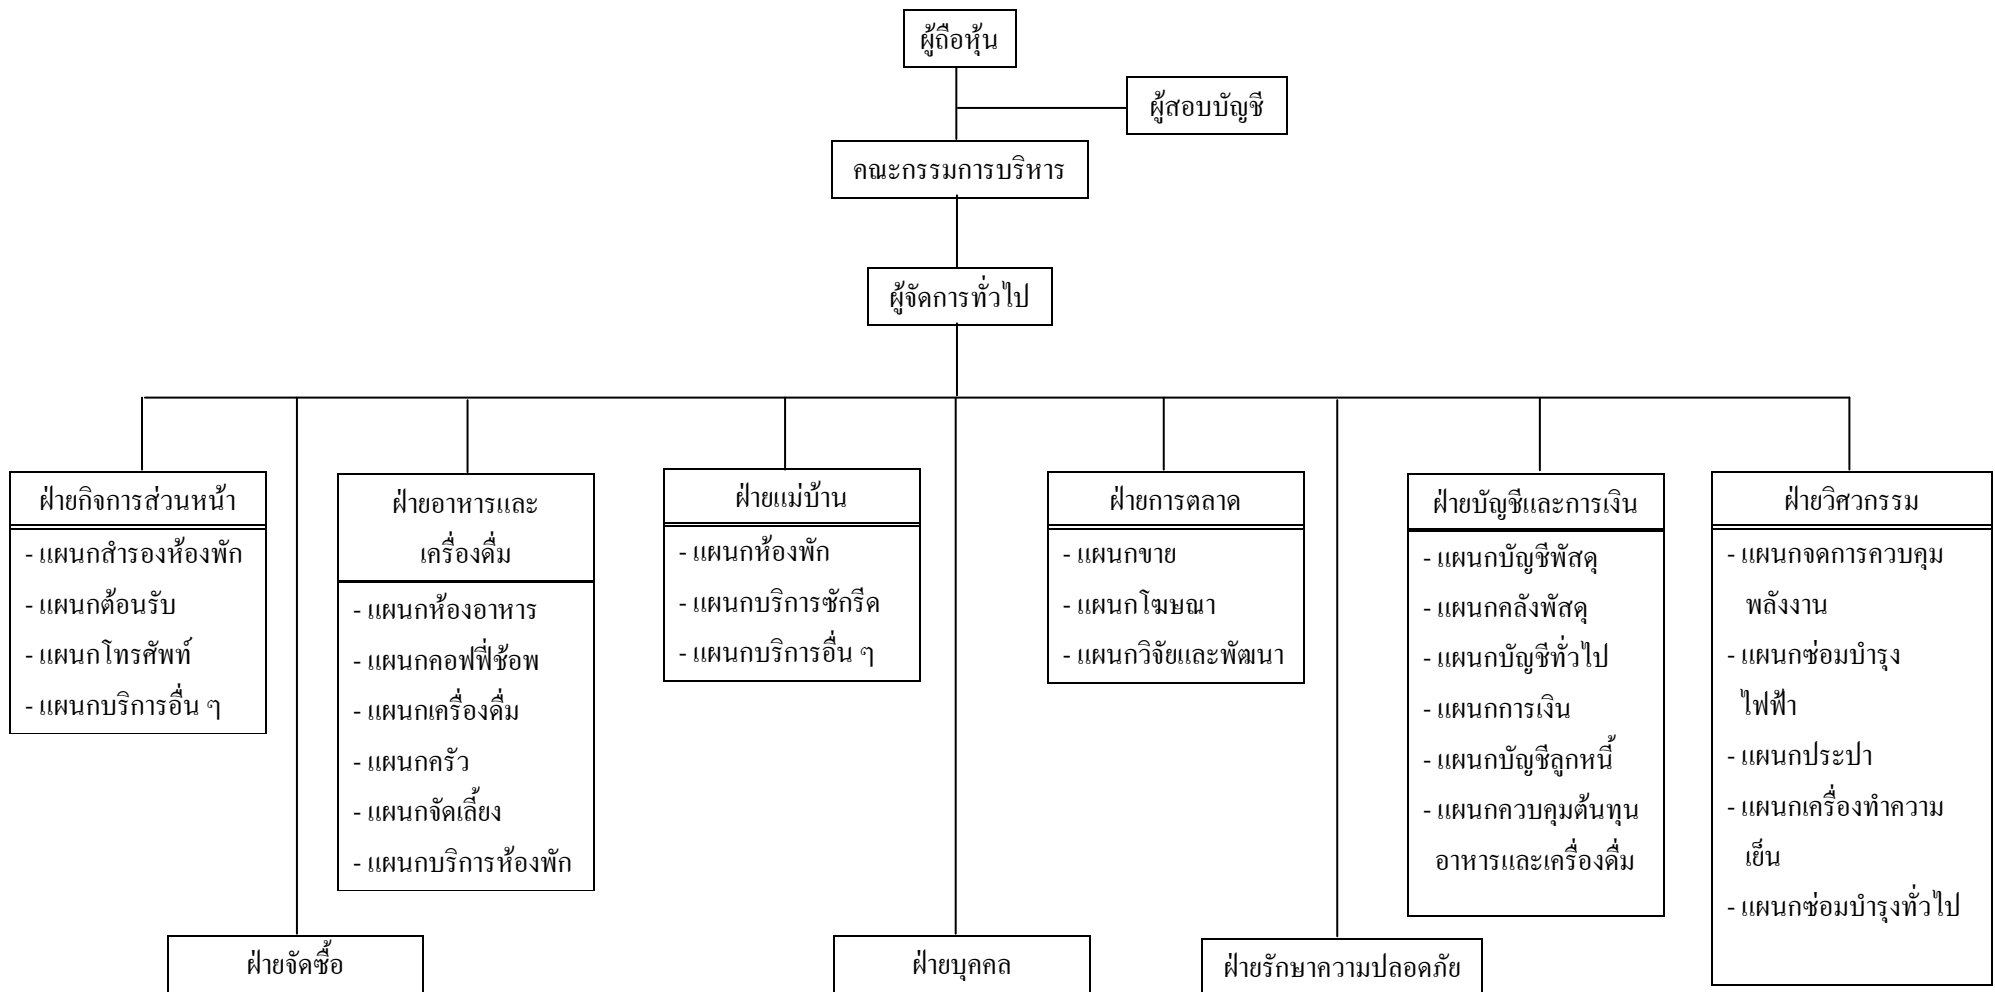 ผู้ถือหุ้น
ผู้สอบบัญชี
คณะกรรมการบริหาร
ผู้จัดการทั่วไป
ฝ่ายกิจการส่วนหน้า
- แผนกสำรองห้องพัก
- แผนกต้อนรับ
- แผนกโทรศัพท์
- แผนกบริการอื่น ๆ
ฝ่ายอาหารและ
เครื่องดื่ม
- แผนกห้องอาหาร
- แผนกคอฟฟี่ช้อพ
- แผนกเครื่องดื่ม
- แผนกครัว
- แผนกจัดเลี้ยง
- แผนกบริการห้องพัก
ฝ่ายแม่บ้าน
- แผนกห้องพัก
- แผนกบริการซักรีด
- แผนกบริการอื่น ๆ
ฝ่ายการตลาด
- แผนกขาย
- แผนกโฆษณา
- แผนกวิจัยและพัฒนา
ฝ่ายบัญชีและการเงิน
- แผนกบัญชีพัสดุ
- แผนกคลังพัสดุ
- แผนกบัญชีทั่วไป
- แผนกการเงิน
- แผนกบัญชีลูกหนี้
- แผนกควบคุมต้นทุน
อาหารและเครื่องดื่ม
ฝ่ายวิศวกรรม
- แผนกจดการควบคุม
พลังงาน
- แผนกซ่อมบำรุง
ไฟฟ้า
- แผนกประปา
- แผนกเครื่องทำความ
เย็น
- แผนกซ่อมบำรุงทั่วไป
ฝ่ายจัดซื้อ
ฝ่ายบุคคล
ฝ่ายรักษาความปลอดภัย